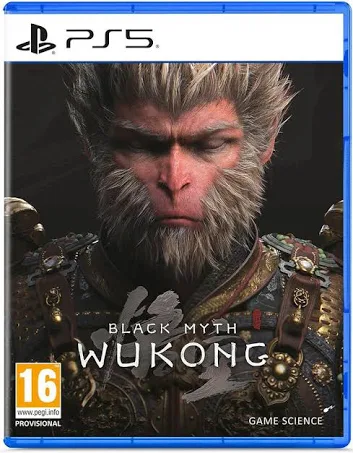 PS5
BLACK MYTH
WUKONG
16
www.pegi.info
PROVISIONAL
GAME SCIENCE